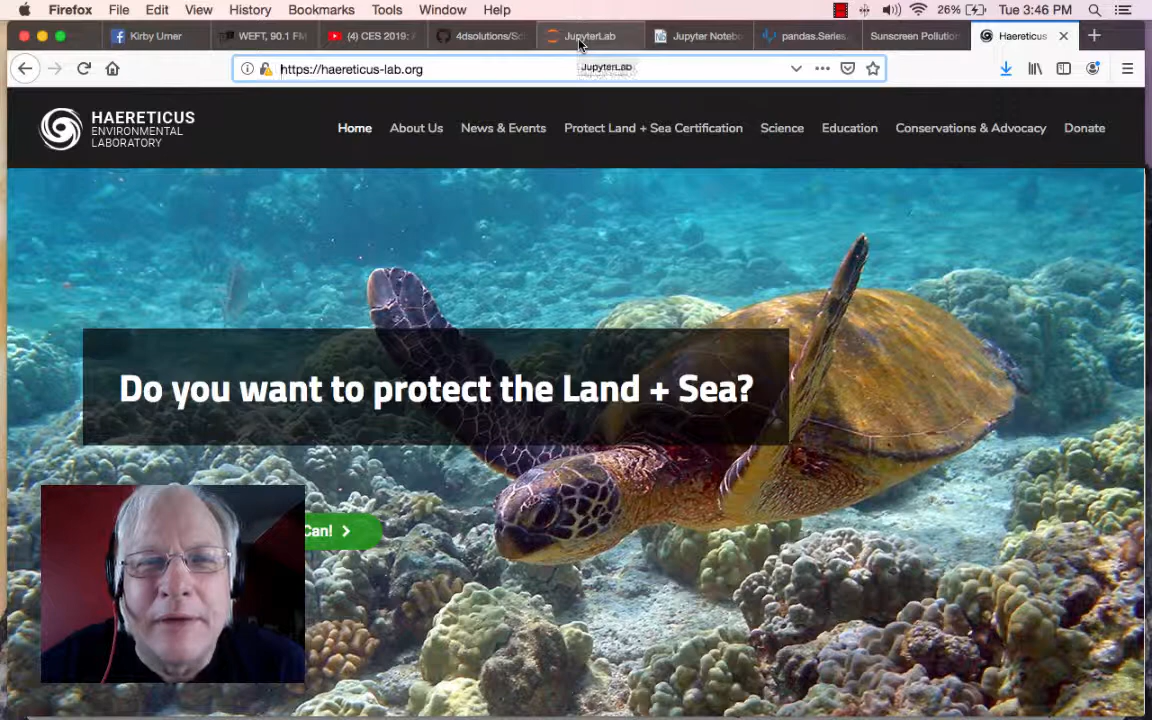 Firefox File Edit View History Bookmarks Tools Window Help 26% Tue 3:46 PM
Kirby Urner WEFT, 90.1 FM (4) CES 2019: 4dsolutions/Sci JupyterLab Jupyter Notebo pandas.Series. Sunscreen Pollution Haereticus
https://haereticus-lab.org
JupyterLab
HAERETICUS
ENVIRONMENTAL
LABORATORY
Home About Us News & Events Protect Land + Sea Certification Science Education Conservations & Advocacy Donate
Do you want to protect the Land + Sea?
Can!